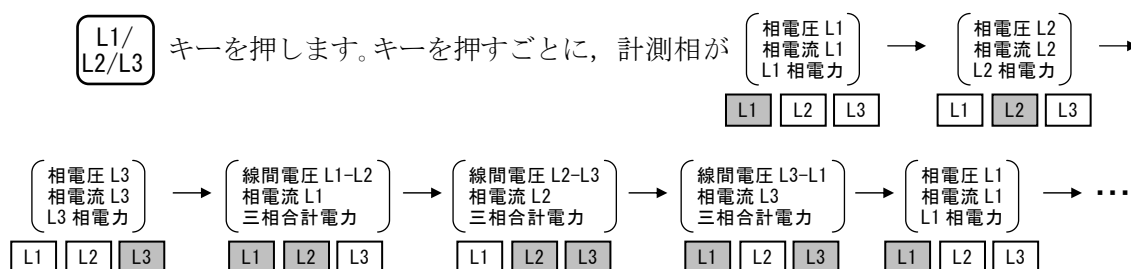 L1/
L2/L3
キーを押します。キーを押すごとに，計測相が
相電圧 L1
相電流 L1
L1 相電力
→
相電圧 L2
相電流 L2
L2 相電力
→
L1 L2 L3
L1 L2 L3
相電圧 L3
相電流 L3
L3 相電力
→
線間電圧 L1-L2
相電流 L1
三相合計電力
→
線間電圧 L2-L3
相電流 L2
三相合計電力
→
線間電圧 L3-L1
相電流 L3
三相合計電力
→
相電圧 L1
相電流 L1
L1 相電力
→ ･･･
L1 L2 L3
L1 L2 L3
L1 L2 L3
L1 L2 L3
L1 L2 L3